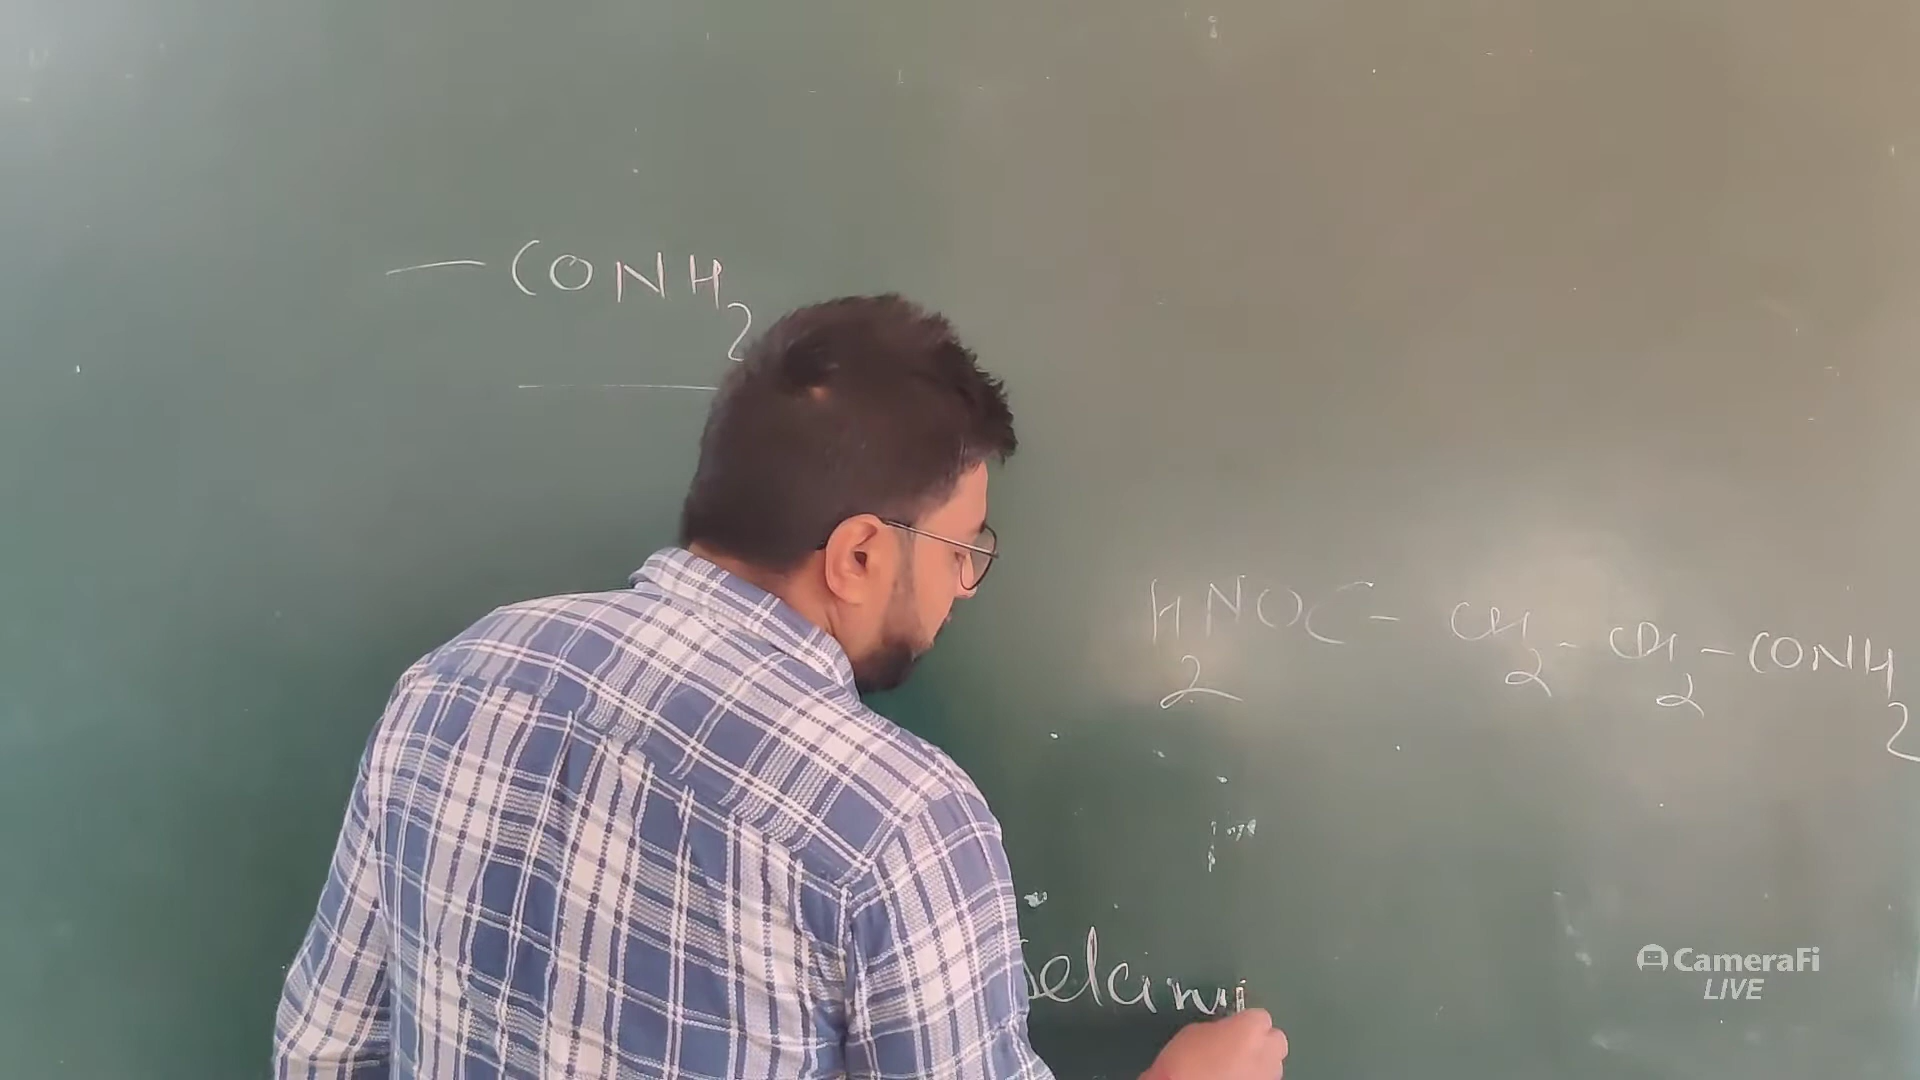 — CONH2
H2NOC - CH2 - CH2 - CONH2
CameraFi
LIVE